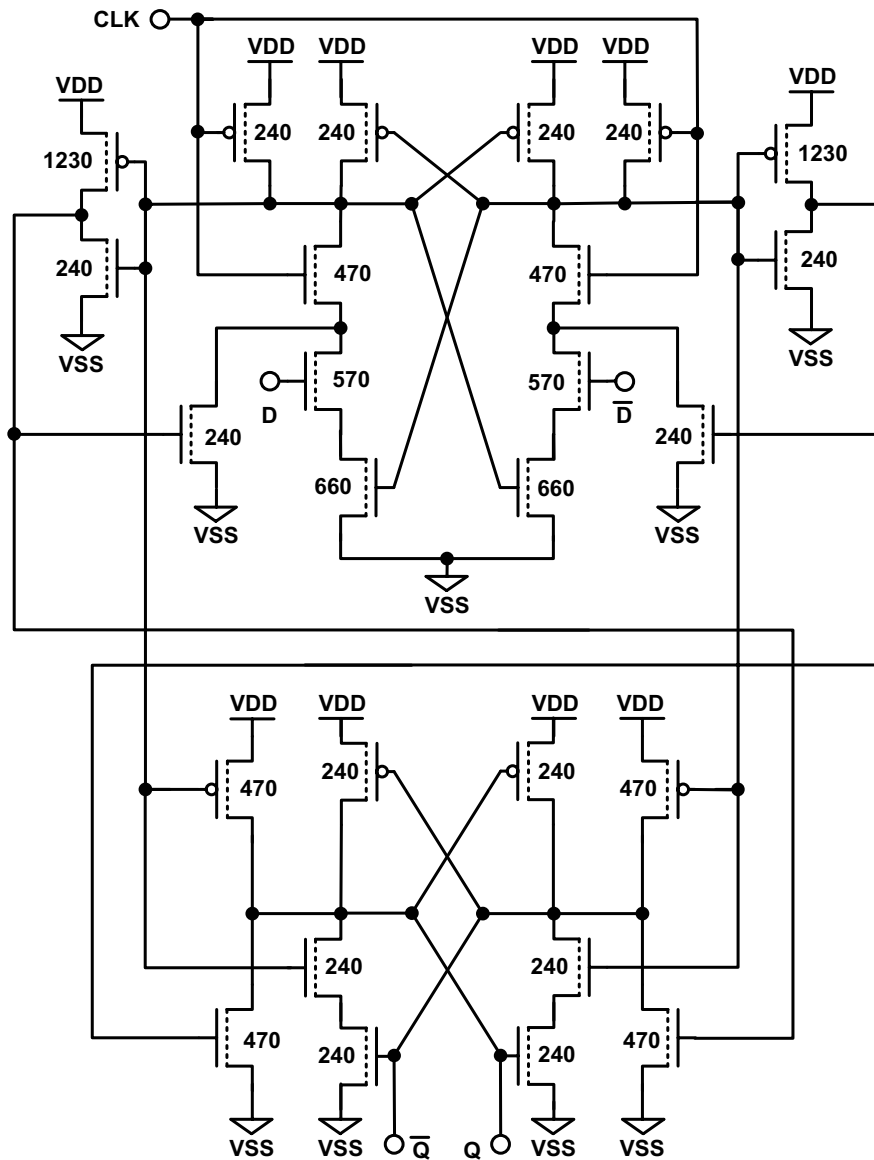 CLK
VDD VDD VDD VDD
VDD VDD
240 240 240 240
1230 1230
240 470 470 240
VSS VSS
D 570 570 D̅
240 240
660 660
VSS VSS
VSS
VDD VDD VDD VDD
470 240 240 470
240 240
470 240 240 470
VSS VSS Q̅ Q VSS VSS